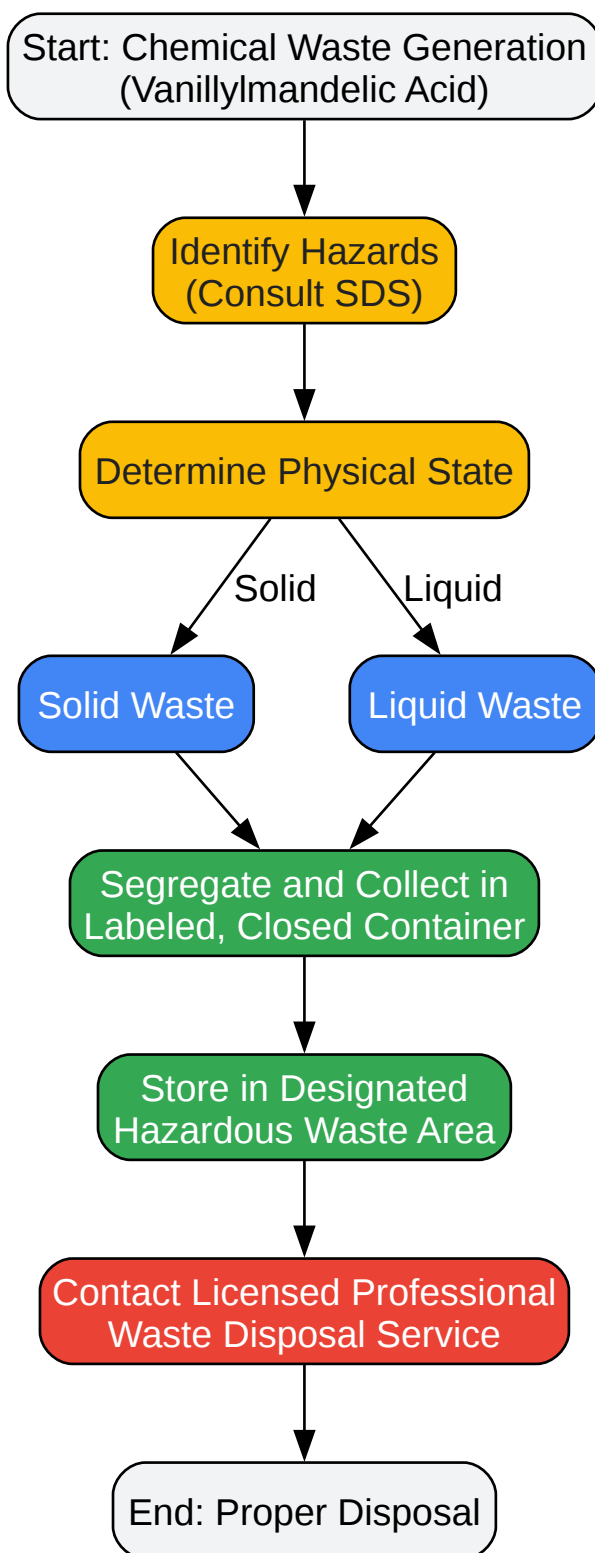 Start: Chemical Waste Generation
(Vanillylmandelic Acid)
Identify Hazards
(Consult SDS)
Determine Physical State
Solid
Liquid
Solid Waste
Liquid Waste
Segregate and Collect in
Labeled, Closed Container
Store in Designated
Hazardous Waste Area
Contact Licensed Professional
Waste Disposal Service
End: Proper Disposal